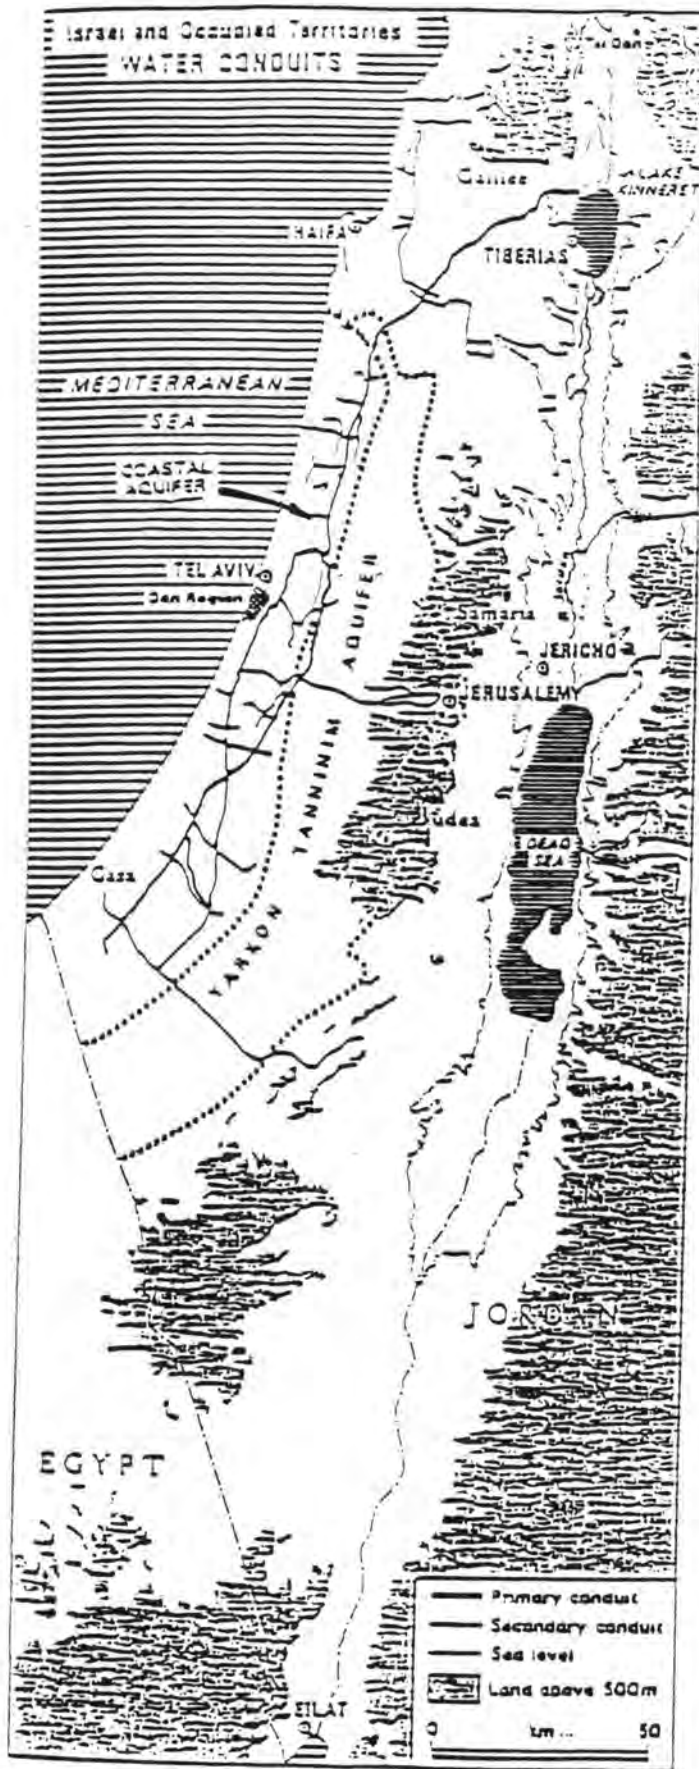 Israel and Occupied Territories
WATER CONDUITS
Tel Dan
Galilee
LAKE
KINNERET
HAIFA
TIBERIAS
MEDITERRANEAN
SEA
COASTAL
AQUIFER
TEL AVIV
Dan Region
Samaria
AQUIFER
JERICHO
JERUSALEM
TANNINIM
Judea
DEAD
SEA
Gaza
YARKON
JORDAN
EGYPT
Primary conduit
Secondary conduit
Sea level
Land above 500m
EILAT
0 km 50